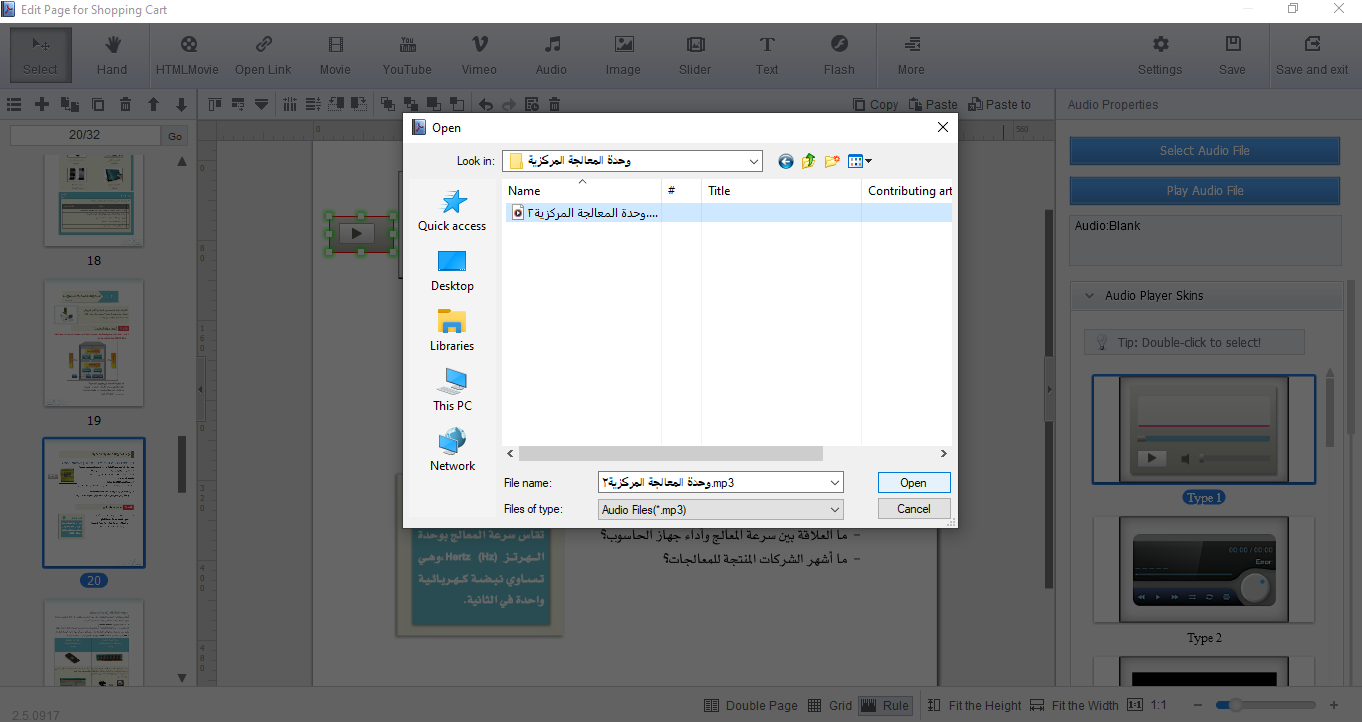 Edit Page for Shopping Cart
Select
Hand
HTMLMovie
Open Link
Movie
YouTube
Vimeo
Audio
Image
Slider
Text
Flash
More
Settings
Save
Save and exit
Copy
Paste
Paste to
Audio Properties
20/32
Go
0
560
18
19
20
Open
Look in:
وحدة المعالجة المركزية
Quick access
Desktop
Libraries
This PC
Network
Name
#
Title
Contributing art
وحدة المعالجة المركزية٢....
File name:
وحدة المعالجة المركزية٢.mp3
Open
Files of type:
Audio Files(*.mp3)
Cancel
تقاس سرعة المعالج بوحدة
الهرتز Hertz (Hz)، وهي
تساوي نبضة كهربائية
واحدة في الثانية.
– ما العلاقة بين سرعة المعالج وأداء جهاز الحاسوب؟
– ما أشهر الشركات المنتجة للمعالجات؟
Select Audio File
Play Audio File
Audio:Blank
Audio Player Skins
Tip: Double-click to select!
Type 1
00:00 / 00:00
Error
Type 2
2.5.0917
Double Page
Grid
Rule
Fit the Height
Fit the Width
1:1
1:1